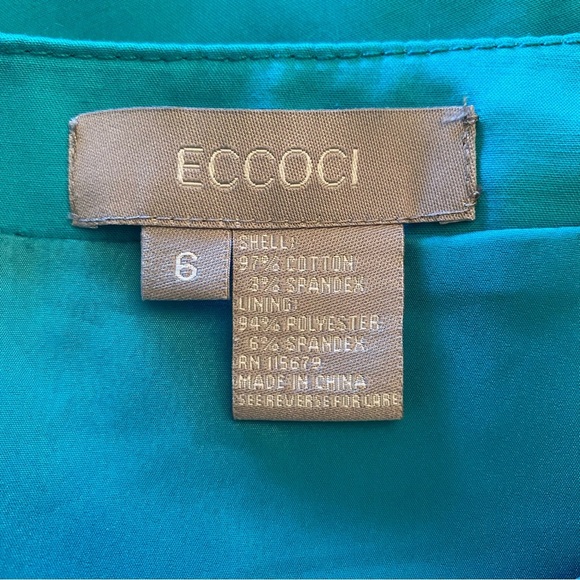 ECCOCI
6
SHELL:
97% COTTON
3% SPANDEX
LINING:
94% POLYESTER
6% SPANDEX
RN 115679
MADE IN CHINA
SEE REVERSE FOR CARE